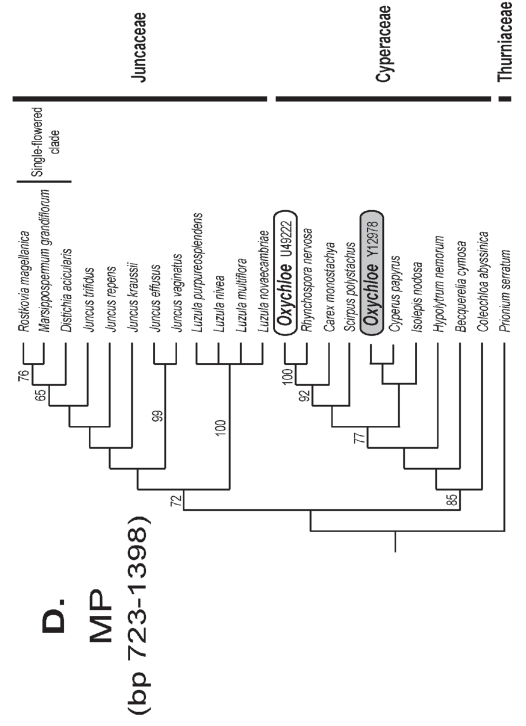 D.
MP
(bp 723-1398)
Rostkovia magellanica
Marsippospermum grandiflorum
Distichia acicularis
Juncus trifidus
Juncus repens
Juncus kraussii
Juncus effusus
Juncus vaginatus
Luzula purpureosplendens
Luzula nivea
Luzula multiflora
Luzula novaecambriae
Oxychloe U49222
Rhynchospora nervosa
Carex monostachya
Scirpus polystachus
Oxychloe Y12978
Cyperus papyrus
Isolepis nodosa
Hypolytrum nemorum
Becquerelia cymosa
Coleochloa abyssinica
Prionium serratum
76
65
99
100
72
100
92
77
85
Single-flowered
clade
Juncaceae
Cyperaceae
Thurniaceae